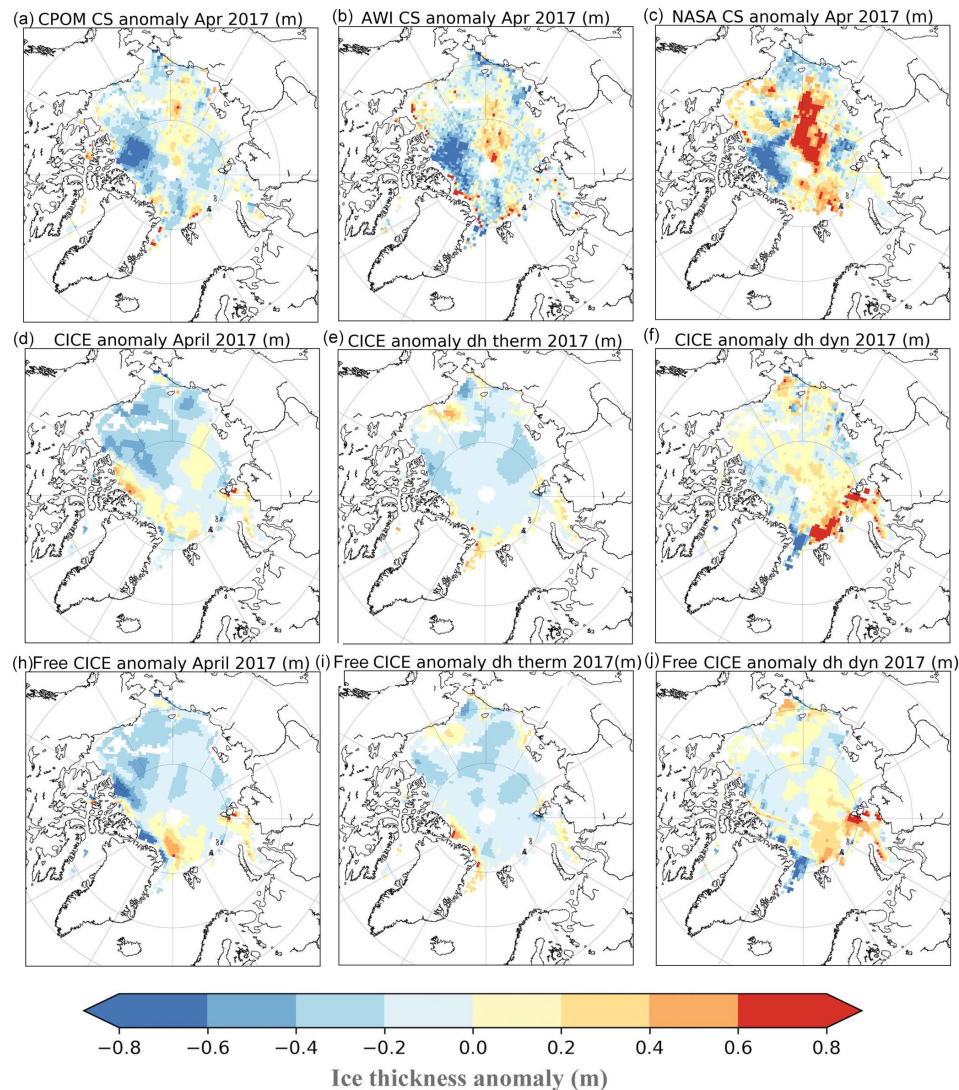 (a) CPOM CS anomaly Apr 2017 (m)
(b) AWI CS anomaly Apr 2017 (m)
(c) NASA CS anomaly Apr 2017 (m)
(d) CICE anomaly April 2017 (m)
(e) CICE anomaly dh therm 2017 (m)
(f) CICE anomaly dh dyn 2017 (m)
(h) Free CICE anomaly April 2017 (m)
(i) Free CICE anomaly dh therm 2017(m)
(j) Free CICE anomaly dh dyn 2017 (m)
−0.8 −0.6 −0.4 −0.2 0.0 0.2 0.4 0.6 0.8
Ice thickness anomaly (m)